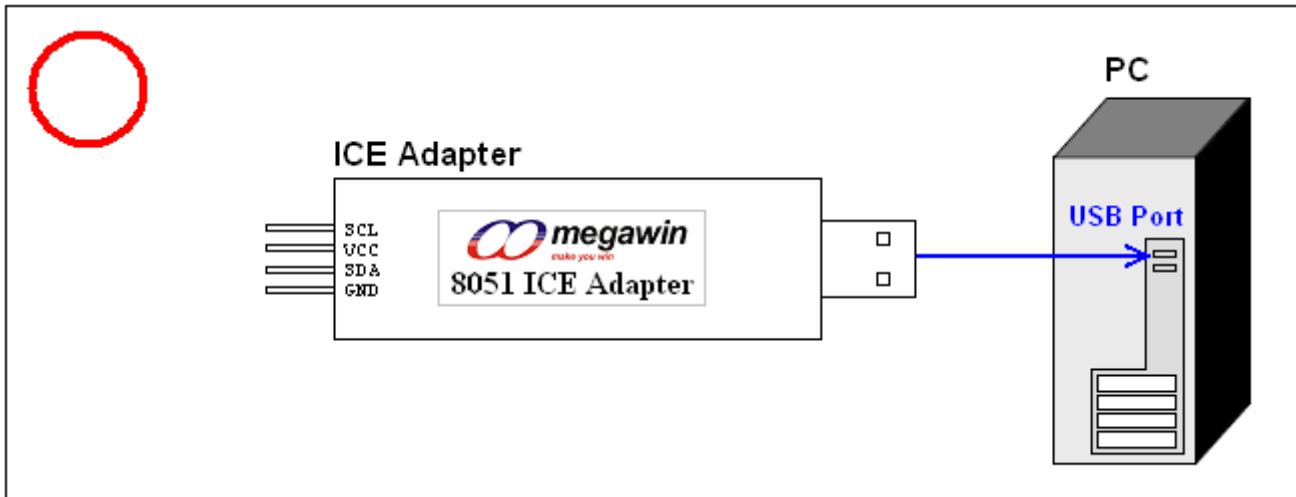 PC
ICE Adapter
USB Port
SCL
VCC
SDA
GND
megawin
make you win
8051 ICE Adapter